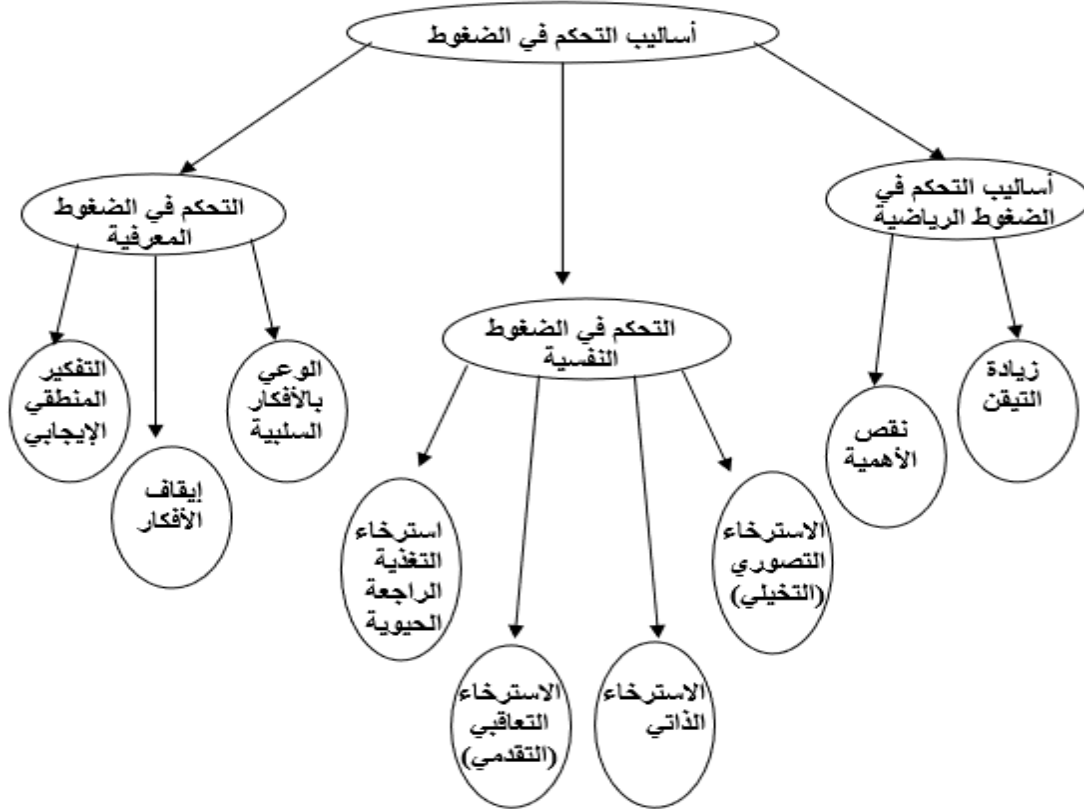 أساليب التحكم في الضغوط
أساليب التحكم في
الضغوط الرياضية
التحكم في الضغوط
المعرفية
التحكم في الضغوط
النفسية
زيادة
التيقن
نقص
الأهمية
الوعي
بالأفكار
السلبية
إيقاف
الأفكار
التفكير
المنطقي
الإيجابي
الاسترخاء
التصوري
(التخيلي)
الاسترخاء
الذاتي
الاسترخاء
التعاقبي
(التقدمي)
استرخاء
التغذية
الراجعة
الحيوية